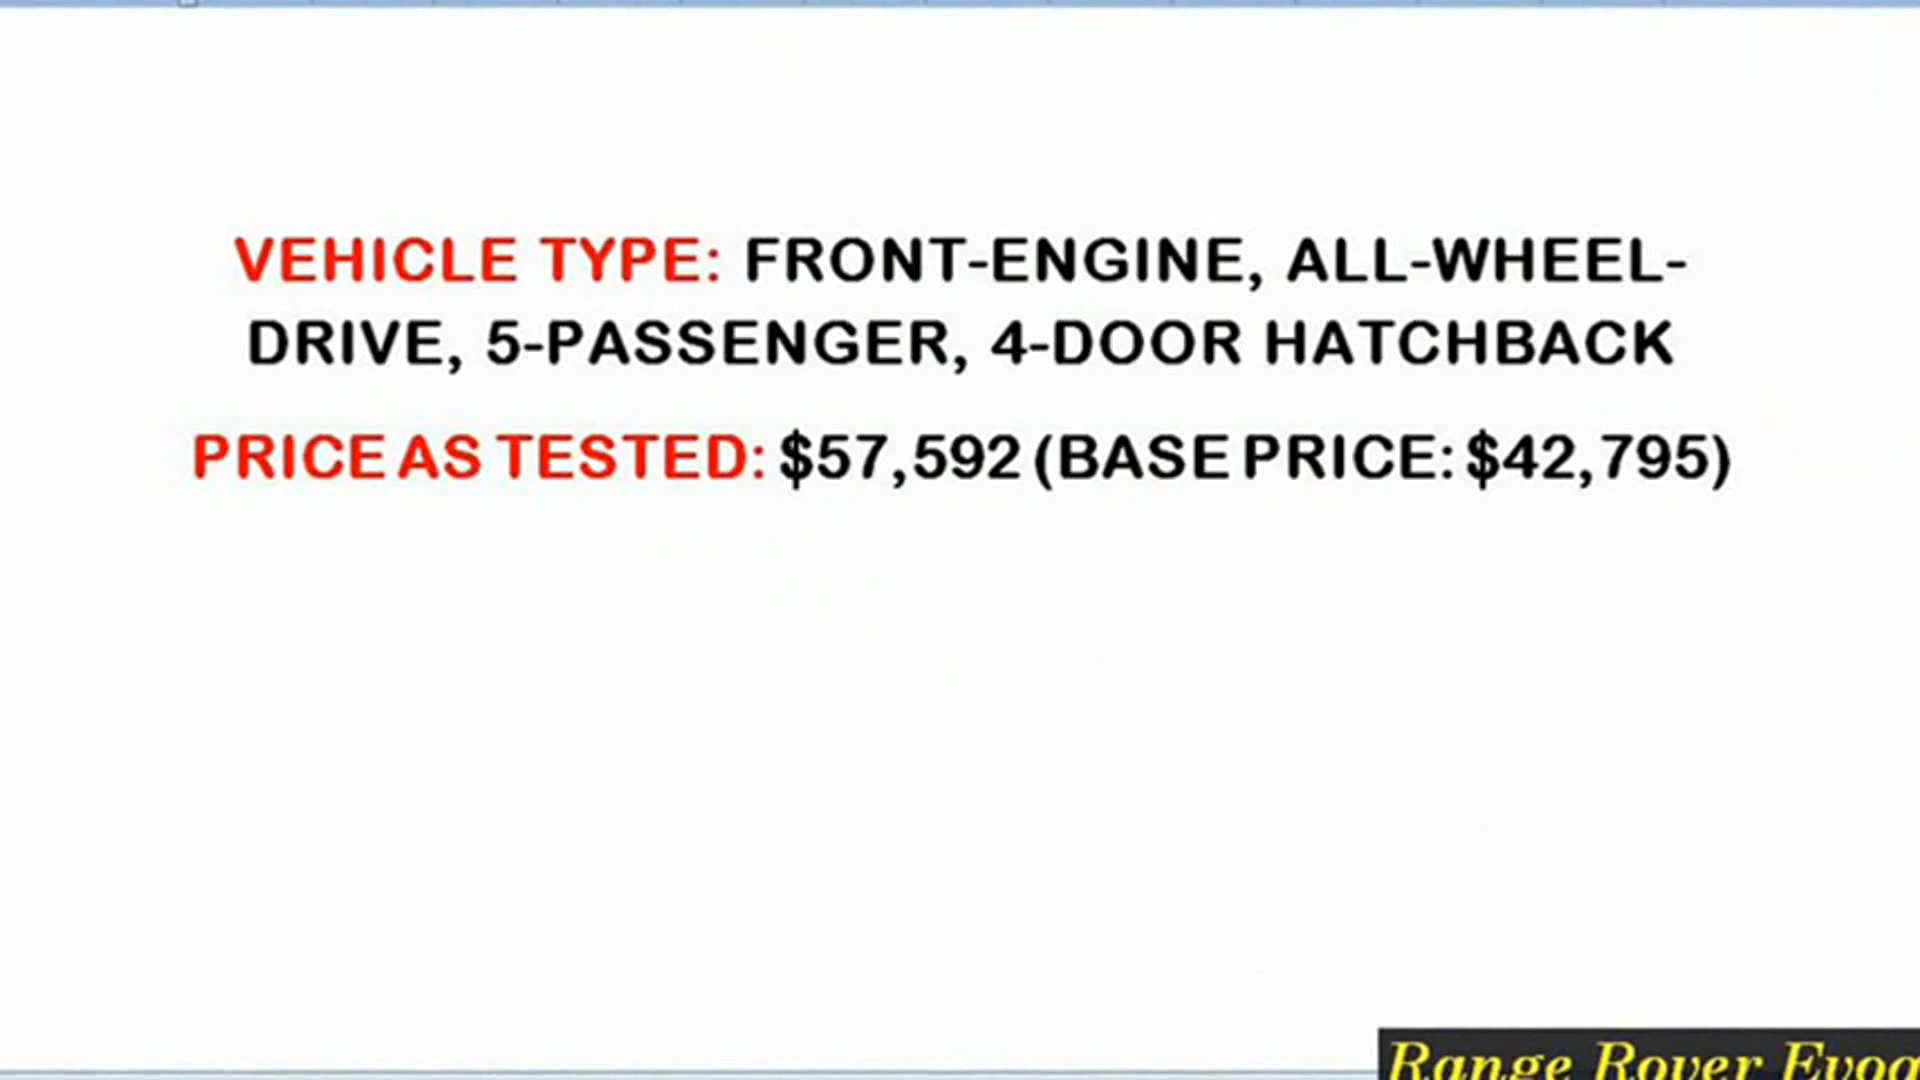 VEHICLE TYPE: FRONT-ENGINE, ALL-WHEEL-
DRIVE, 5-PASSENGER, 4-DOOR HATCHBACK
PRICE AS TESTED: $57,592 (BASE PRICE: $42,795)
Range Rover Evoq